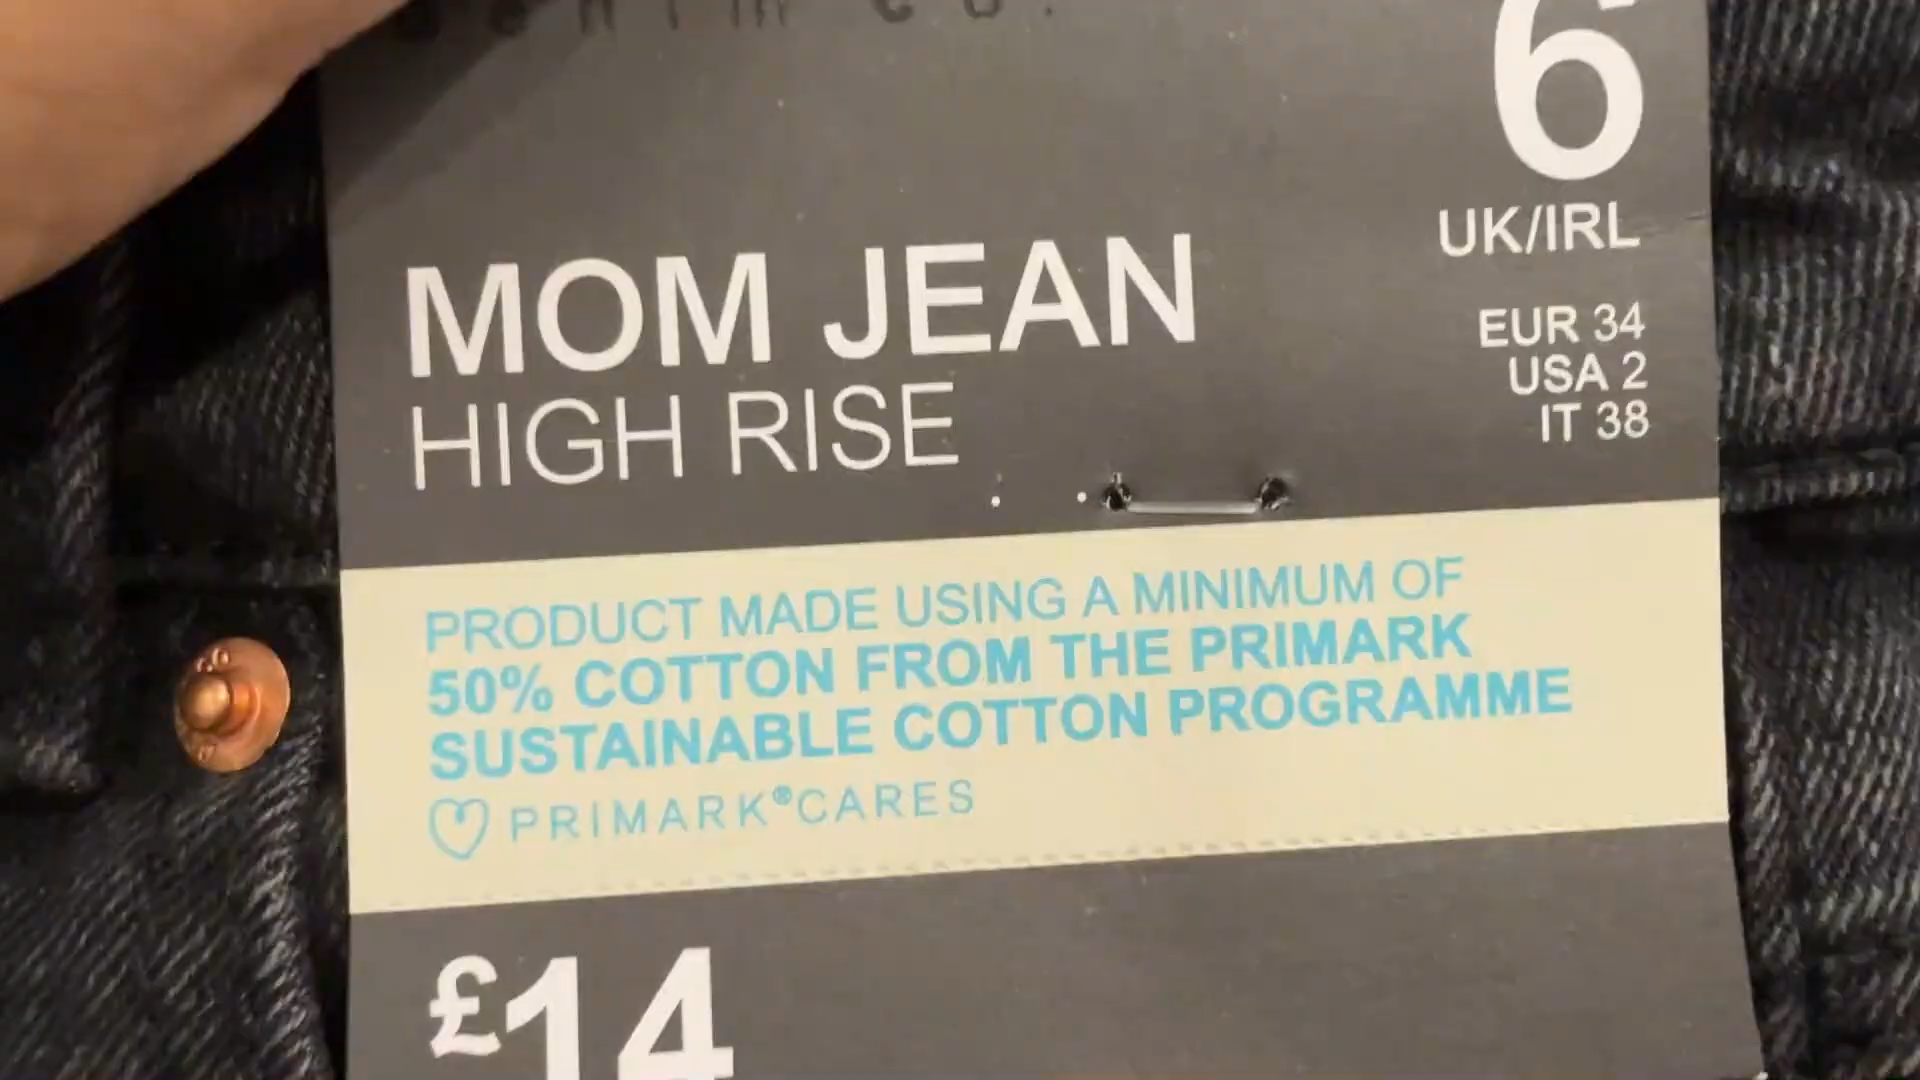 6
UK/IRL
MOM JEAN
HIGH RISE
EUR 34
USA 2
IT 38
PRODUCT MADE USING A MINIMUM OF
50% COTTON FROM THE PRIMARK
SUSTAINABLE COTTON PROGRAMME
PRIMARK®CARES
£14